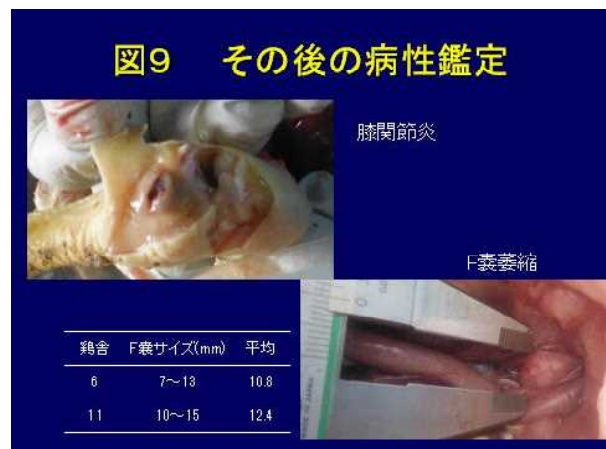 図9　その後の病性鑑定
膝関節炎
F嚢萎縮
鶏舎　F嚢サイズ(mm)　平均
6　7～13　10.8
11　10～15　12.4